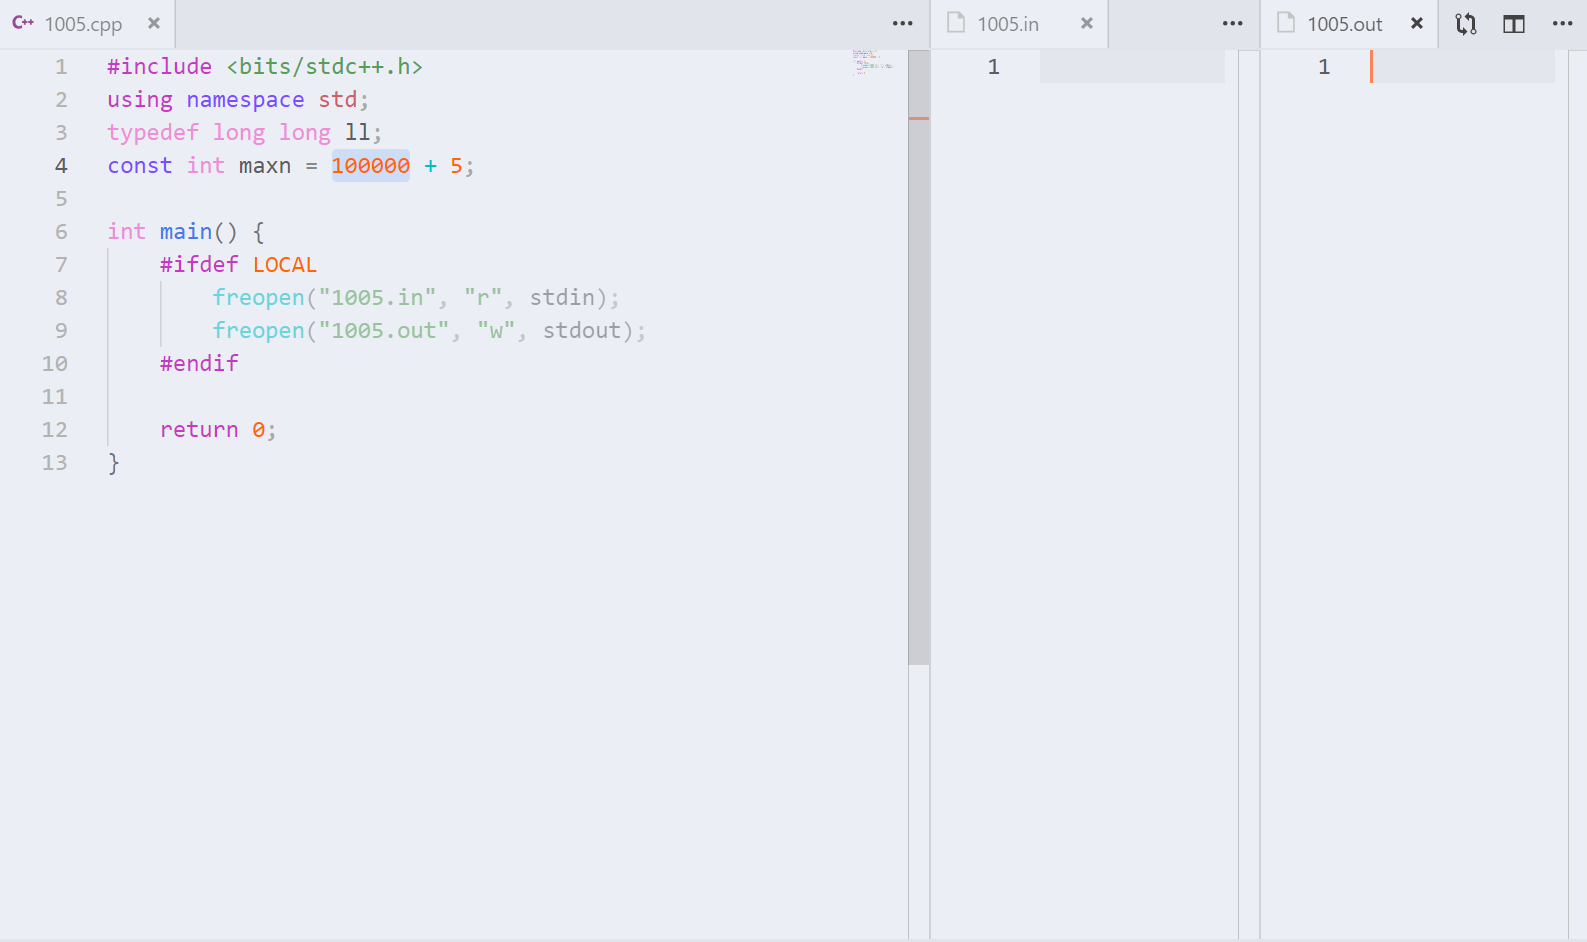 C++ 1005.cpp × ••• 1005.in × ••• 1005.out × •••
1 #include <bits/stdc++.h>
2 using namespace std;
3 typedef long long ll;
4 const int maxn = 100000 + 5;
5
6 int main() {
7     #ifdef LOCAL
8         freopen("1005.in", "r", stdin);
9         freopen("1005.out", "w", stdout);
10     #endif
11
12     return 0;
13 }
1
1